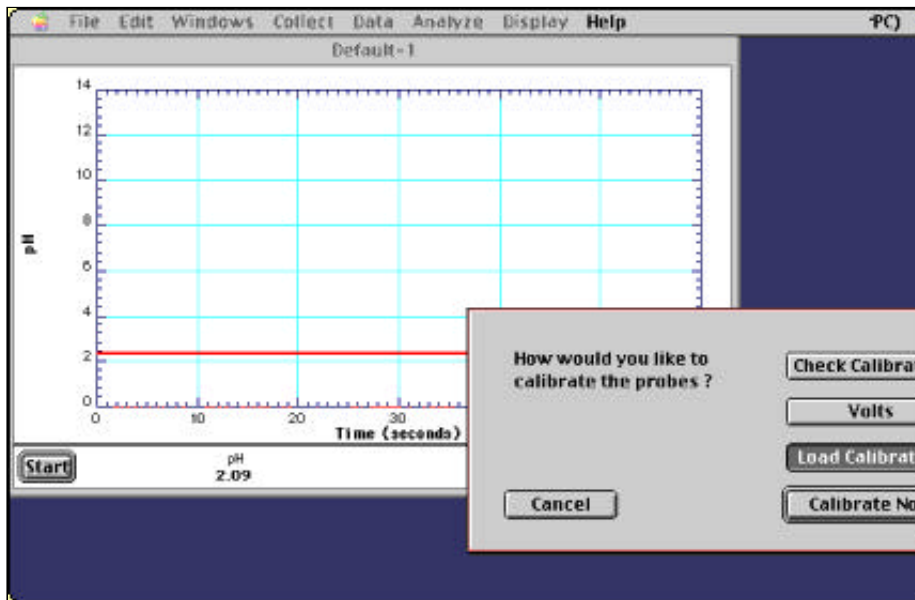 File Edit Windows Collect Data Analyze Display Help PC)
Default-1
14
12
10
8
6
4
2
0
pH
0 10 20 30
Time (seconds)
Start
pH
2.09
How would you like to
calibrate the probes ?
Check Calibrat
Volts
Load Calibrat
Cancel
Calibrate No